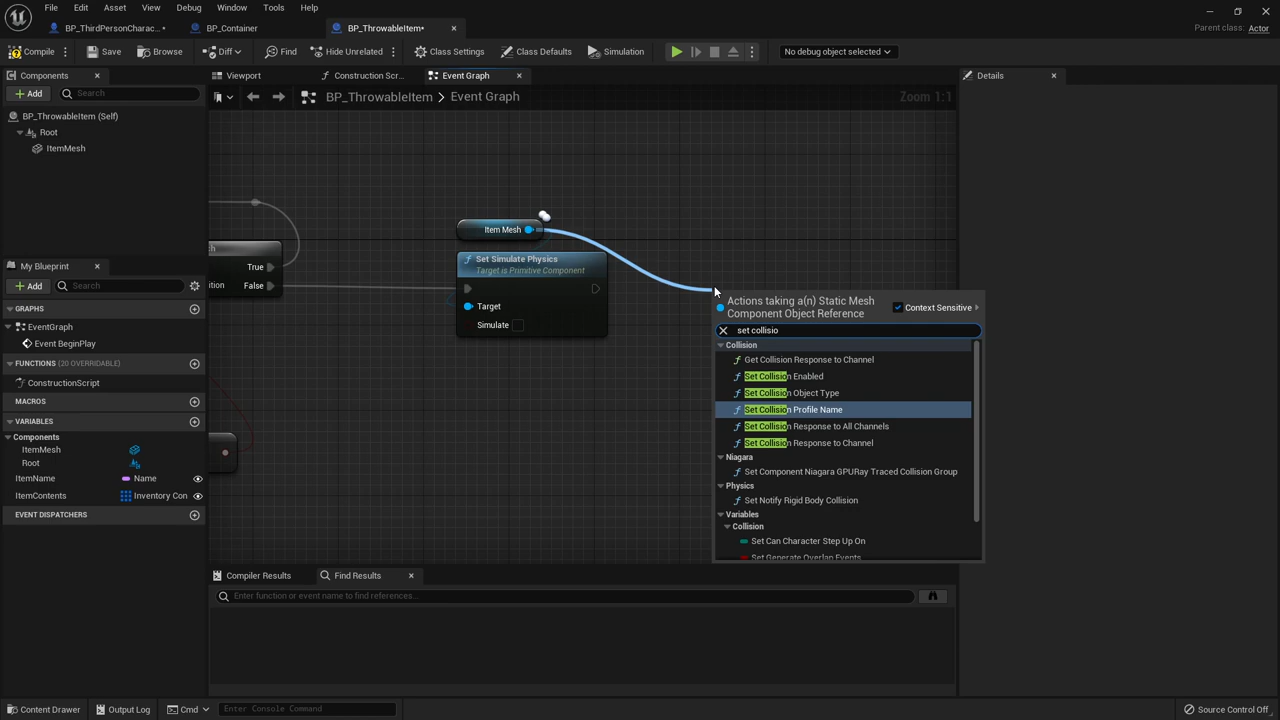 File Edit Asset View Debug Window Tools Help
BP_ThirdPersonCharac... • BP_Container BP_ThrowableItem•
Parent class: Actor
Compile Save Browse Diff Find Hide Unrelated Class Settings Class Defaults Simulation No debug object selected
Components Viewport Construction Scr... Event Graph Details
Add Search BP_ThrowableItem > Event Graph Zoom 1:1
BP_ThrowableItem (Self)
Root
ItemMesh
Item Mesh
Set Simulate Physics
Target is Primitive Component
True
False
Target
Simulate
My Blueprint
Add Search
GRAPHS
EventGraph
Event BeginPlay
FUNCTIONS (20 OVERRIDABLE)
ConstructionScript
MACROS
VARIABLES
Components
ItemMesh
Root
ItemName Name
ItemContents Inventory Con
EVENT DISPATCHERS
Actions taking a(n) Static Mesh
Component Object Reference
Context Sensitive
set collisio
Collision
Get Collision Response to Channel
Set Collision Enabled
Set Collision Object Type
Set Collision Profile Name
Set Collision Response to All Channels
Set Collision Response to Channel
Niagara
Set Component Niagara GPURay Traced Collision Group
Physics
Set Notify Rigid Body Collision
Variables
Collision
Set Can Character Step Up On
Set Generate Overlap Events
Compiler Results Find Results
Enter function or event name to find references...
Content Drawer Output Log Cmd Enter Console Command Source Control Off